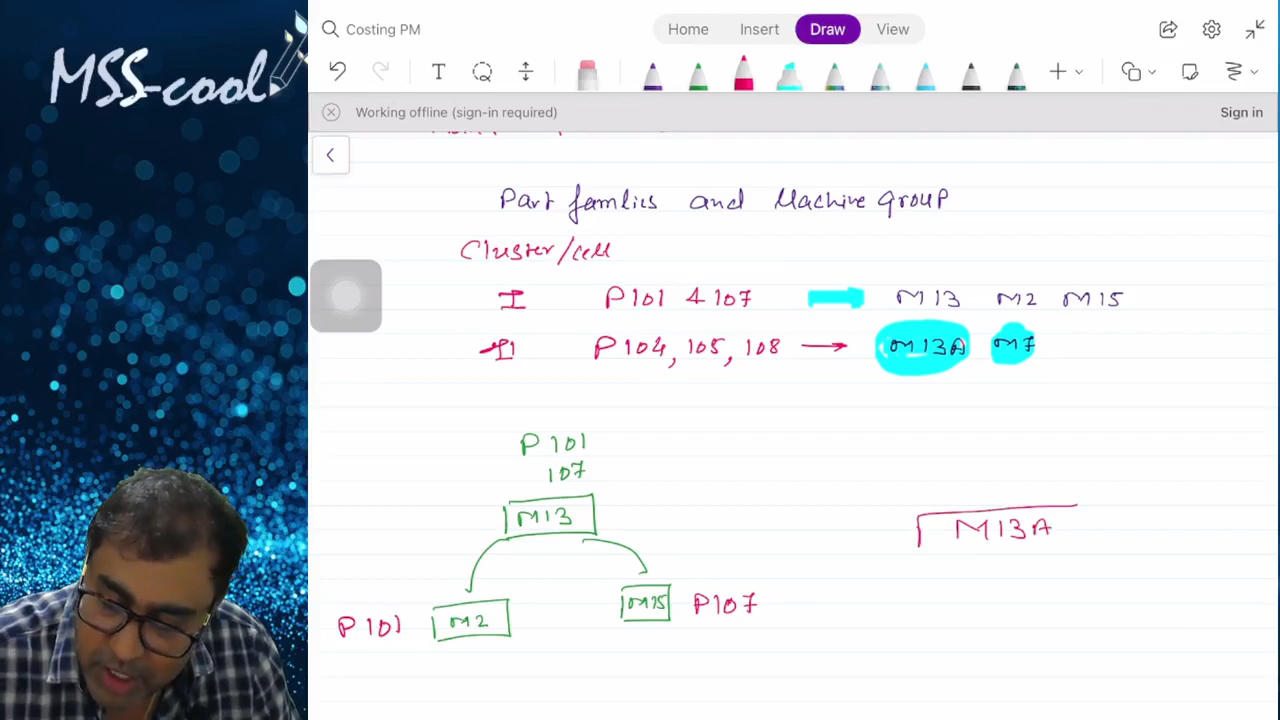 MSS-cool
Costing PM
Home Insert Draw View
Working offline (sign-in required)
Sign in
Part familics and Machine Group
Cluster/cell
I P101 & 107 M13 M2 M15
II P104, 105, 108 → M13A M7
P 101
107
M13
M13A
M2
M15
P107
P101